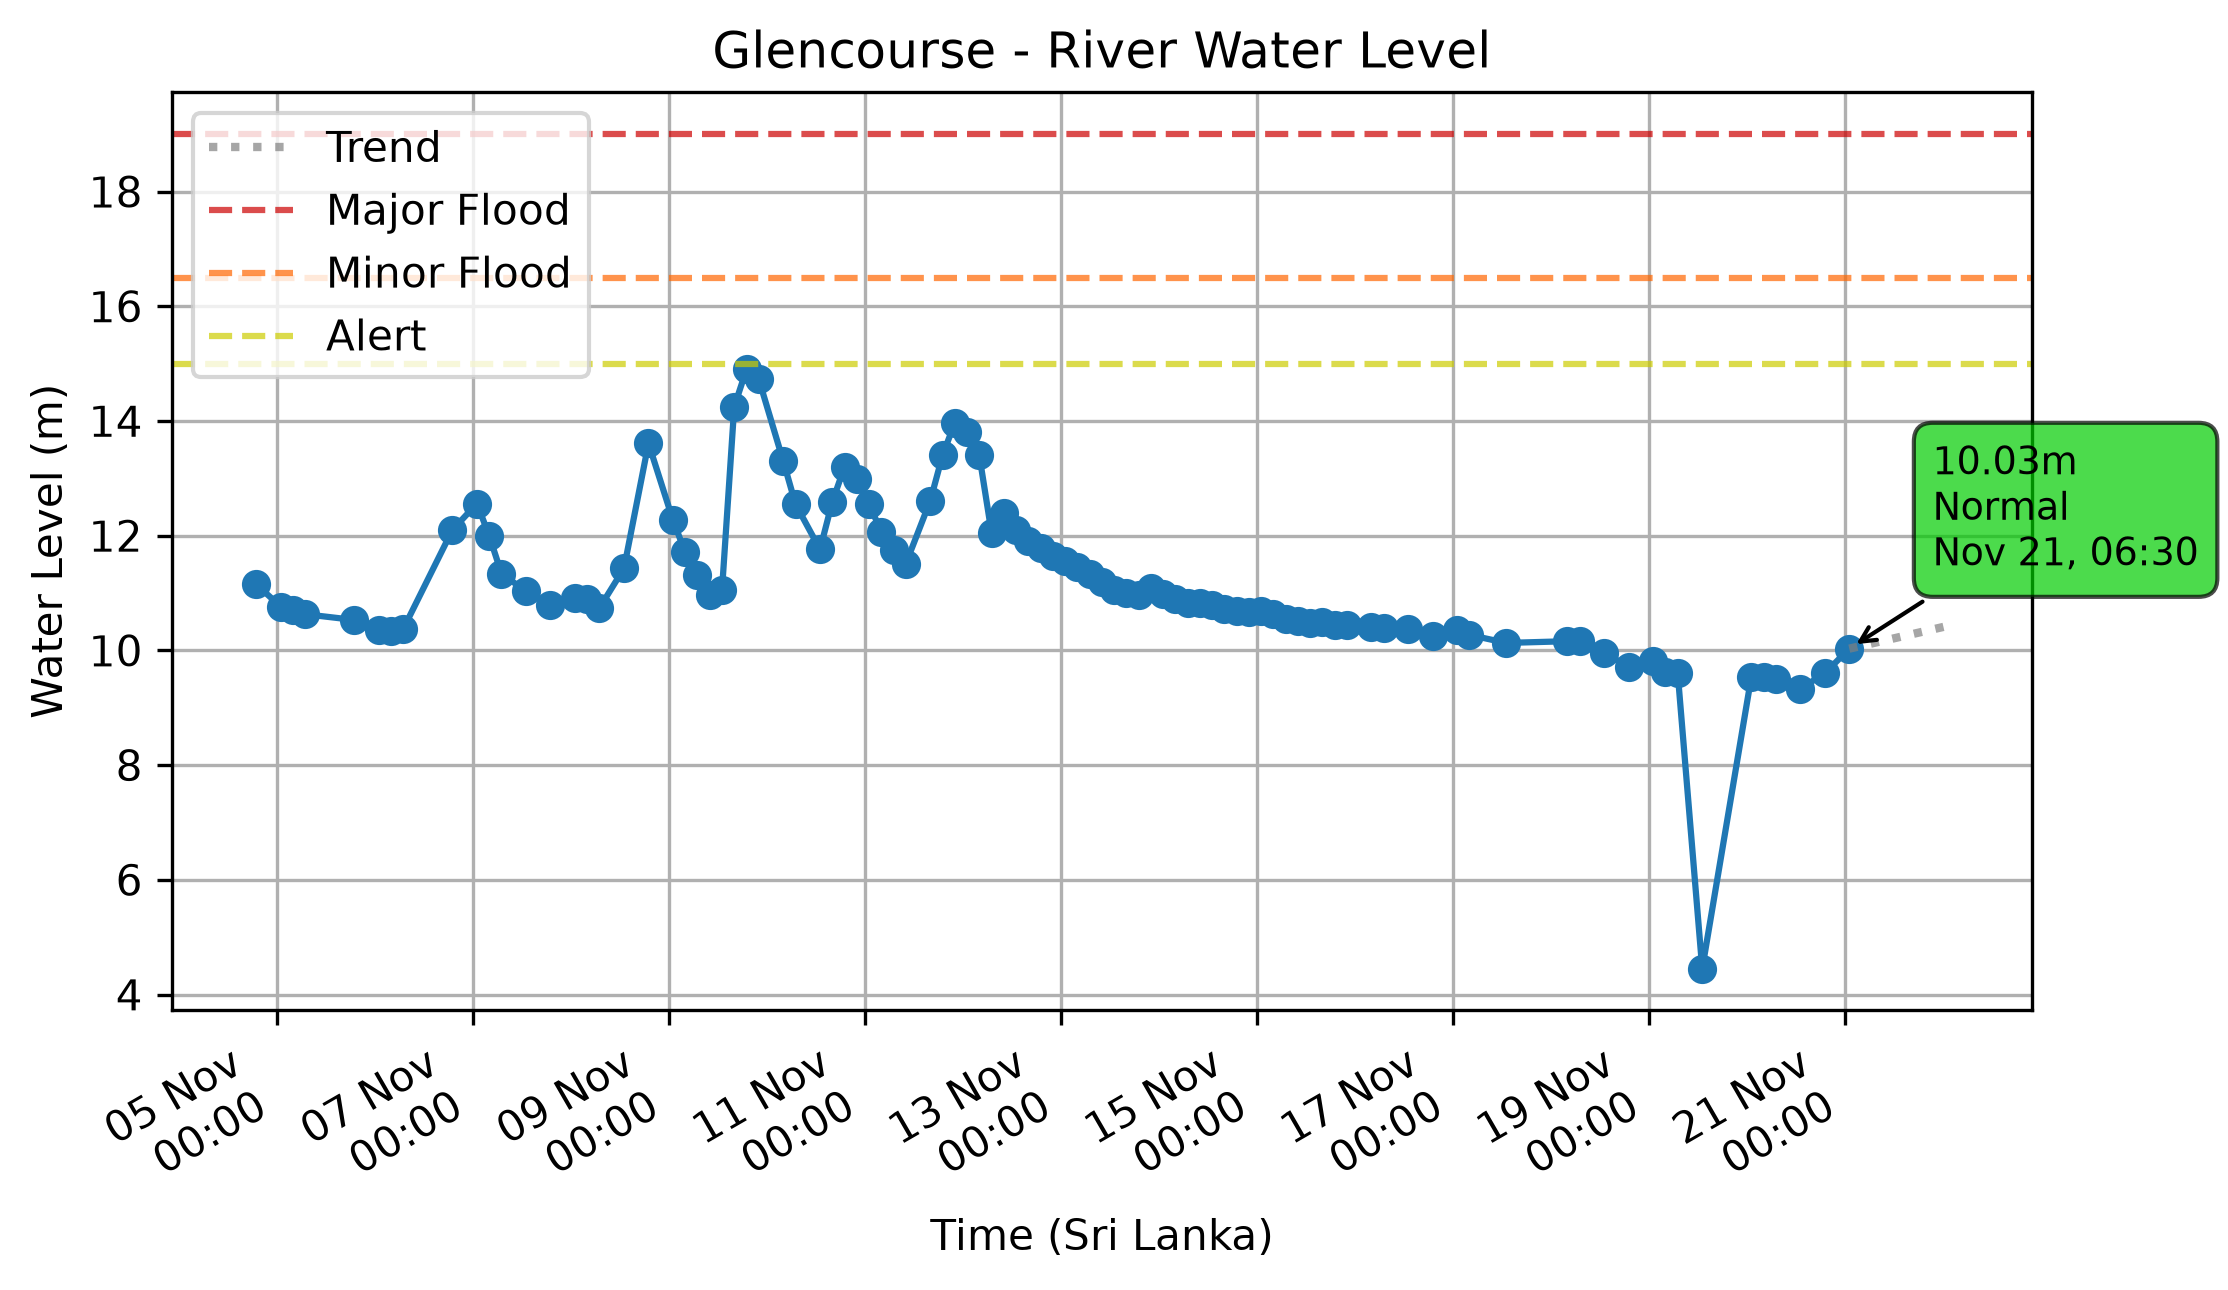 Glencourse - River Water Level
Trend
Major Flood
Minor Flood
Alert
18
16
14
12
10
8
6
4
Water Level (m)
10.03m
Normal
Nov 21, 06:30
05 Nov
00:00
07 Nov
00:00
09 Nov
00:00
11 Nov
00:00
13 Nov
00:00
15 Nov
00:00
17 Nov
00:00
19 Nov
00:00
21 Nov
00:00
Time (Sri Lanka)